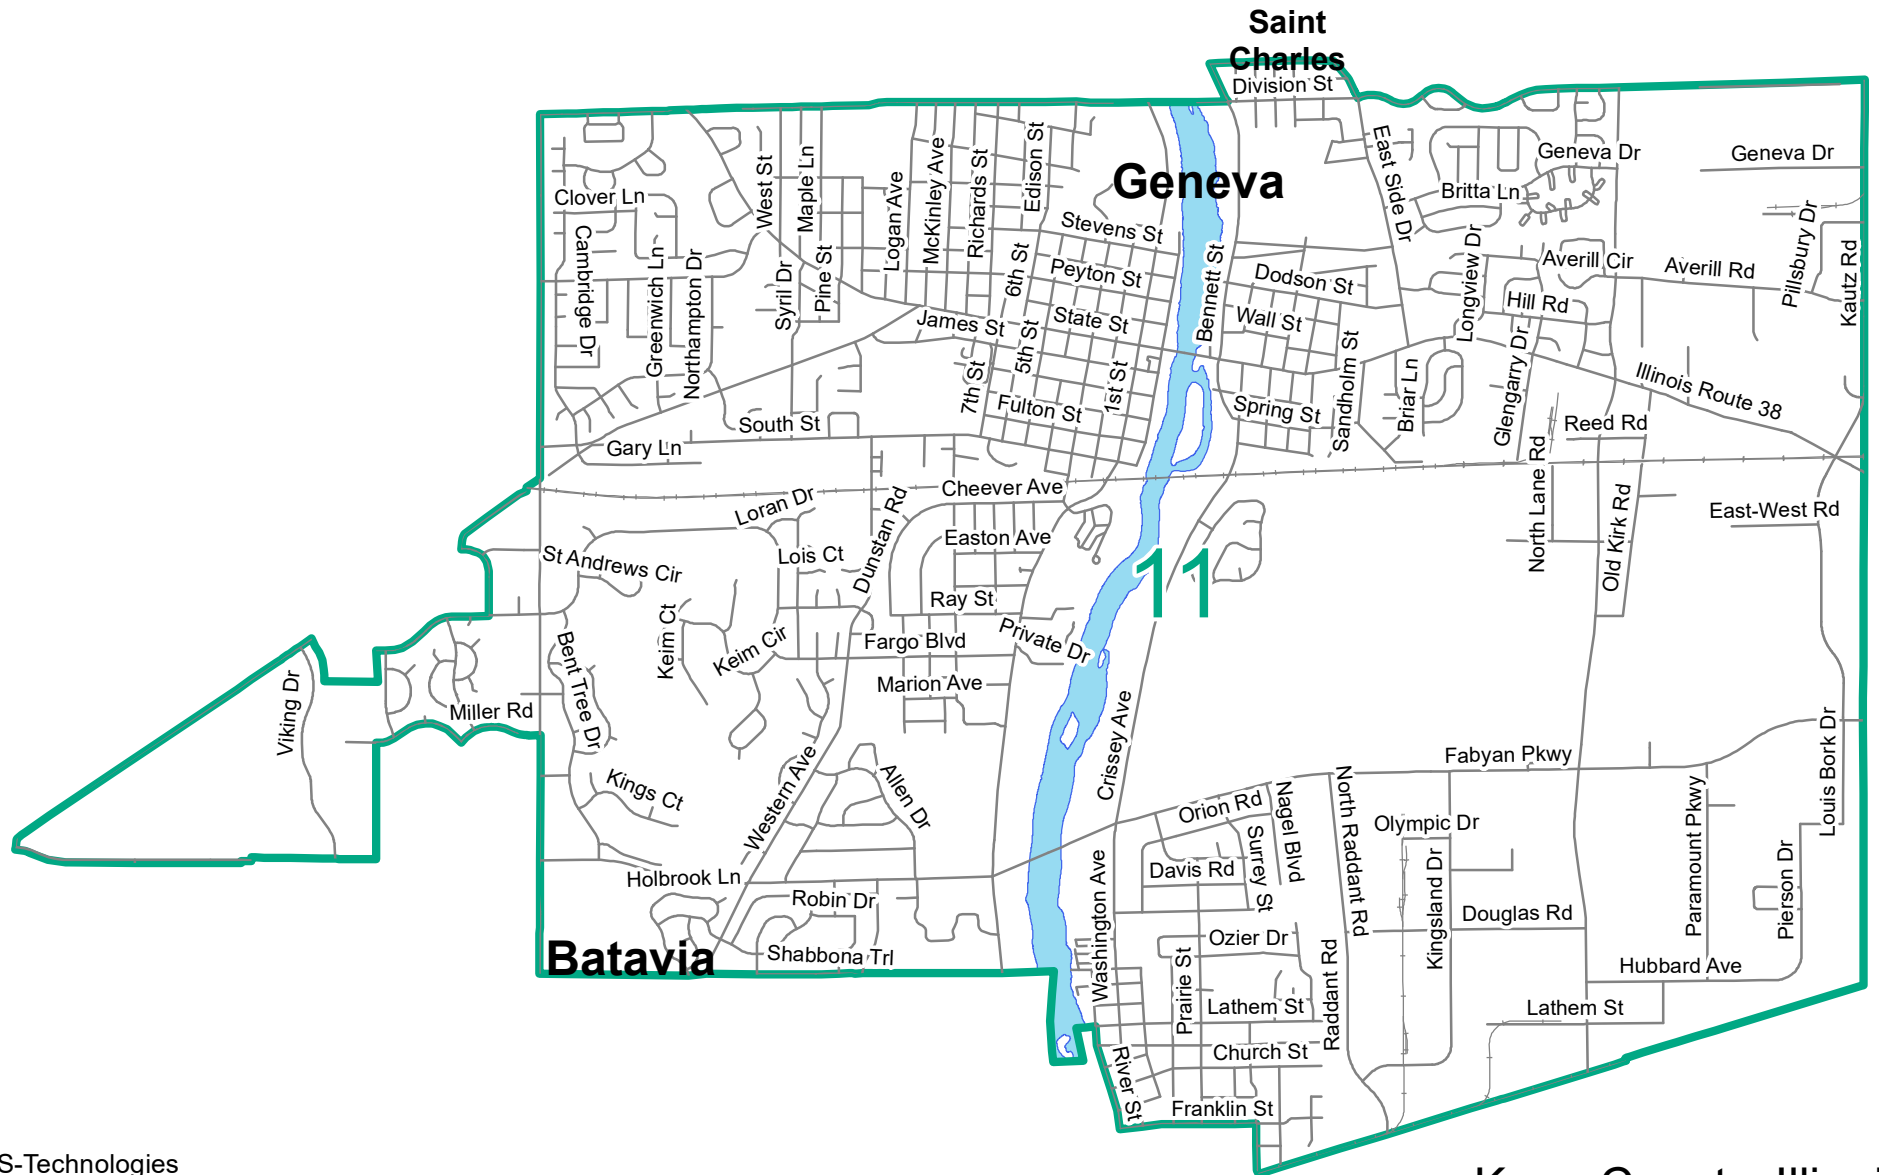 Saint
Charles
Division St
Geneva
East Side Dr
Geneva Dr
Geneva Dr
Britta Ln
West St
Maple Ln
Logan Ave
McKinley Ave
Richards St
Edison St
Clover Ln
Cambridge Dr
Greenwich Ln
Northampton Dr
Syril Dr
Pine St
Stevens St
6th St
Peyton St
Bennett St
Dodson St
Longview Dr
Averill Cir
Averill Rd
Pillsbury Dr
Kautz Rd
Hill Rd
James St
State St
Wall St
5th St
7th St
1st St
Fulton St
Spring St
Sandholm St
Briar Ln
Glengarry Dr
Illinois Route 38
Reed Rd
South St
Gary Ln
Cheever Ave
Loran Dr
Dunstan Rd
Easton Ave
North Lane Rd
Old Kirk Rd
East-West Rd
St Andrews Cir
Lois Ct
11
Ray St
Keim Ct
Keim Cir
Fargo Blvd
Private Dr
Bent Tree Dr
Marion Ave
Viking Dr
Miller Rd
Crissey Ave
Louis Bork Dr
Fabyan Pkwy
Kings Ct
Western Ave
Allen Dr
Orion Rd
Nagel Blvd
North Raddant Rd
Olympic Dr
Paramount Pkwy
Surrey St
Davis Rd
Washington Ave
Kingsland Dr
Pierson Dr
Holbrook Ln
Robin Dr
Douglas Rd
Ozier Dr
Batavia
Shabbona Trl
Prairie St
Raddant Rd
Hubbard Ave
Lathem St
Lathem St
Church St
River St
Franklin St
S-Technologies